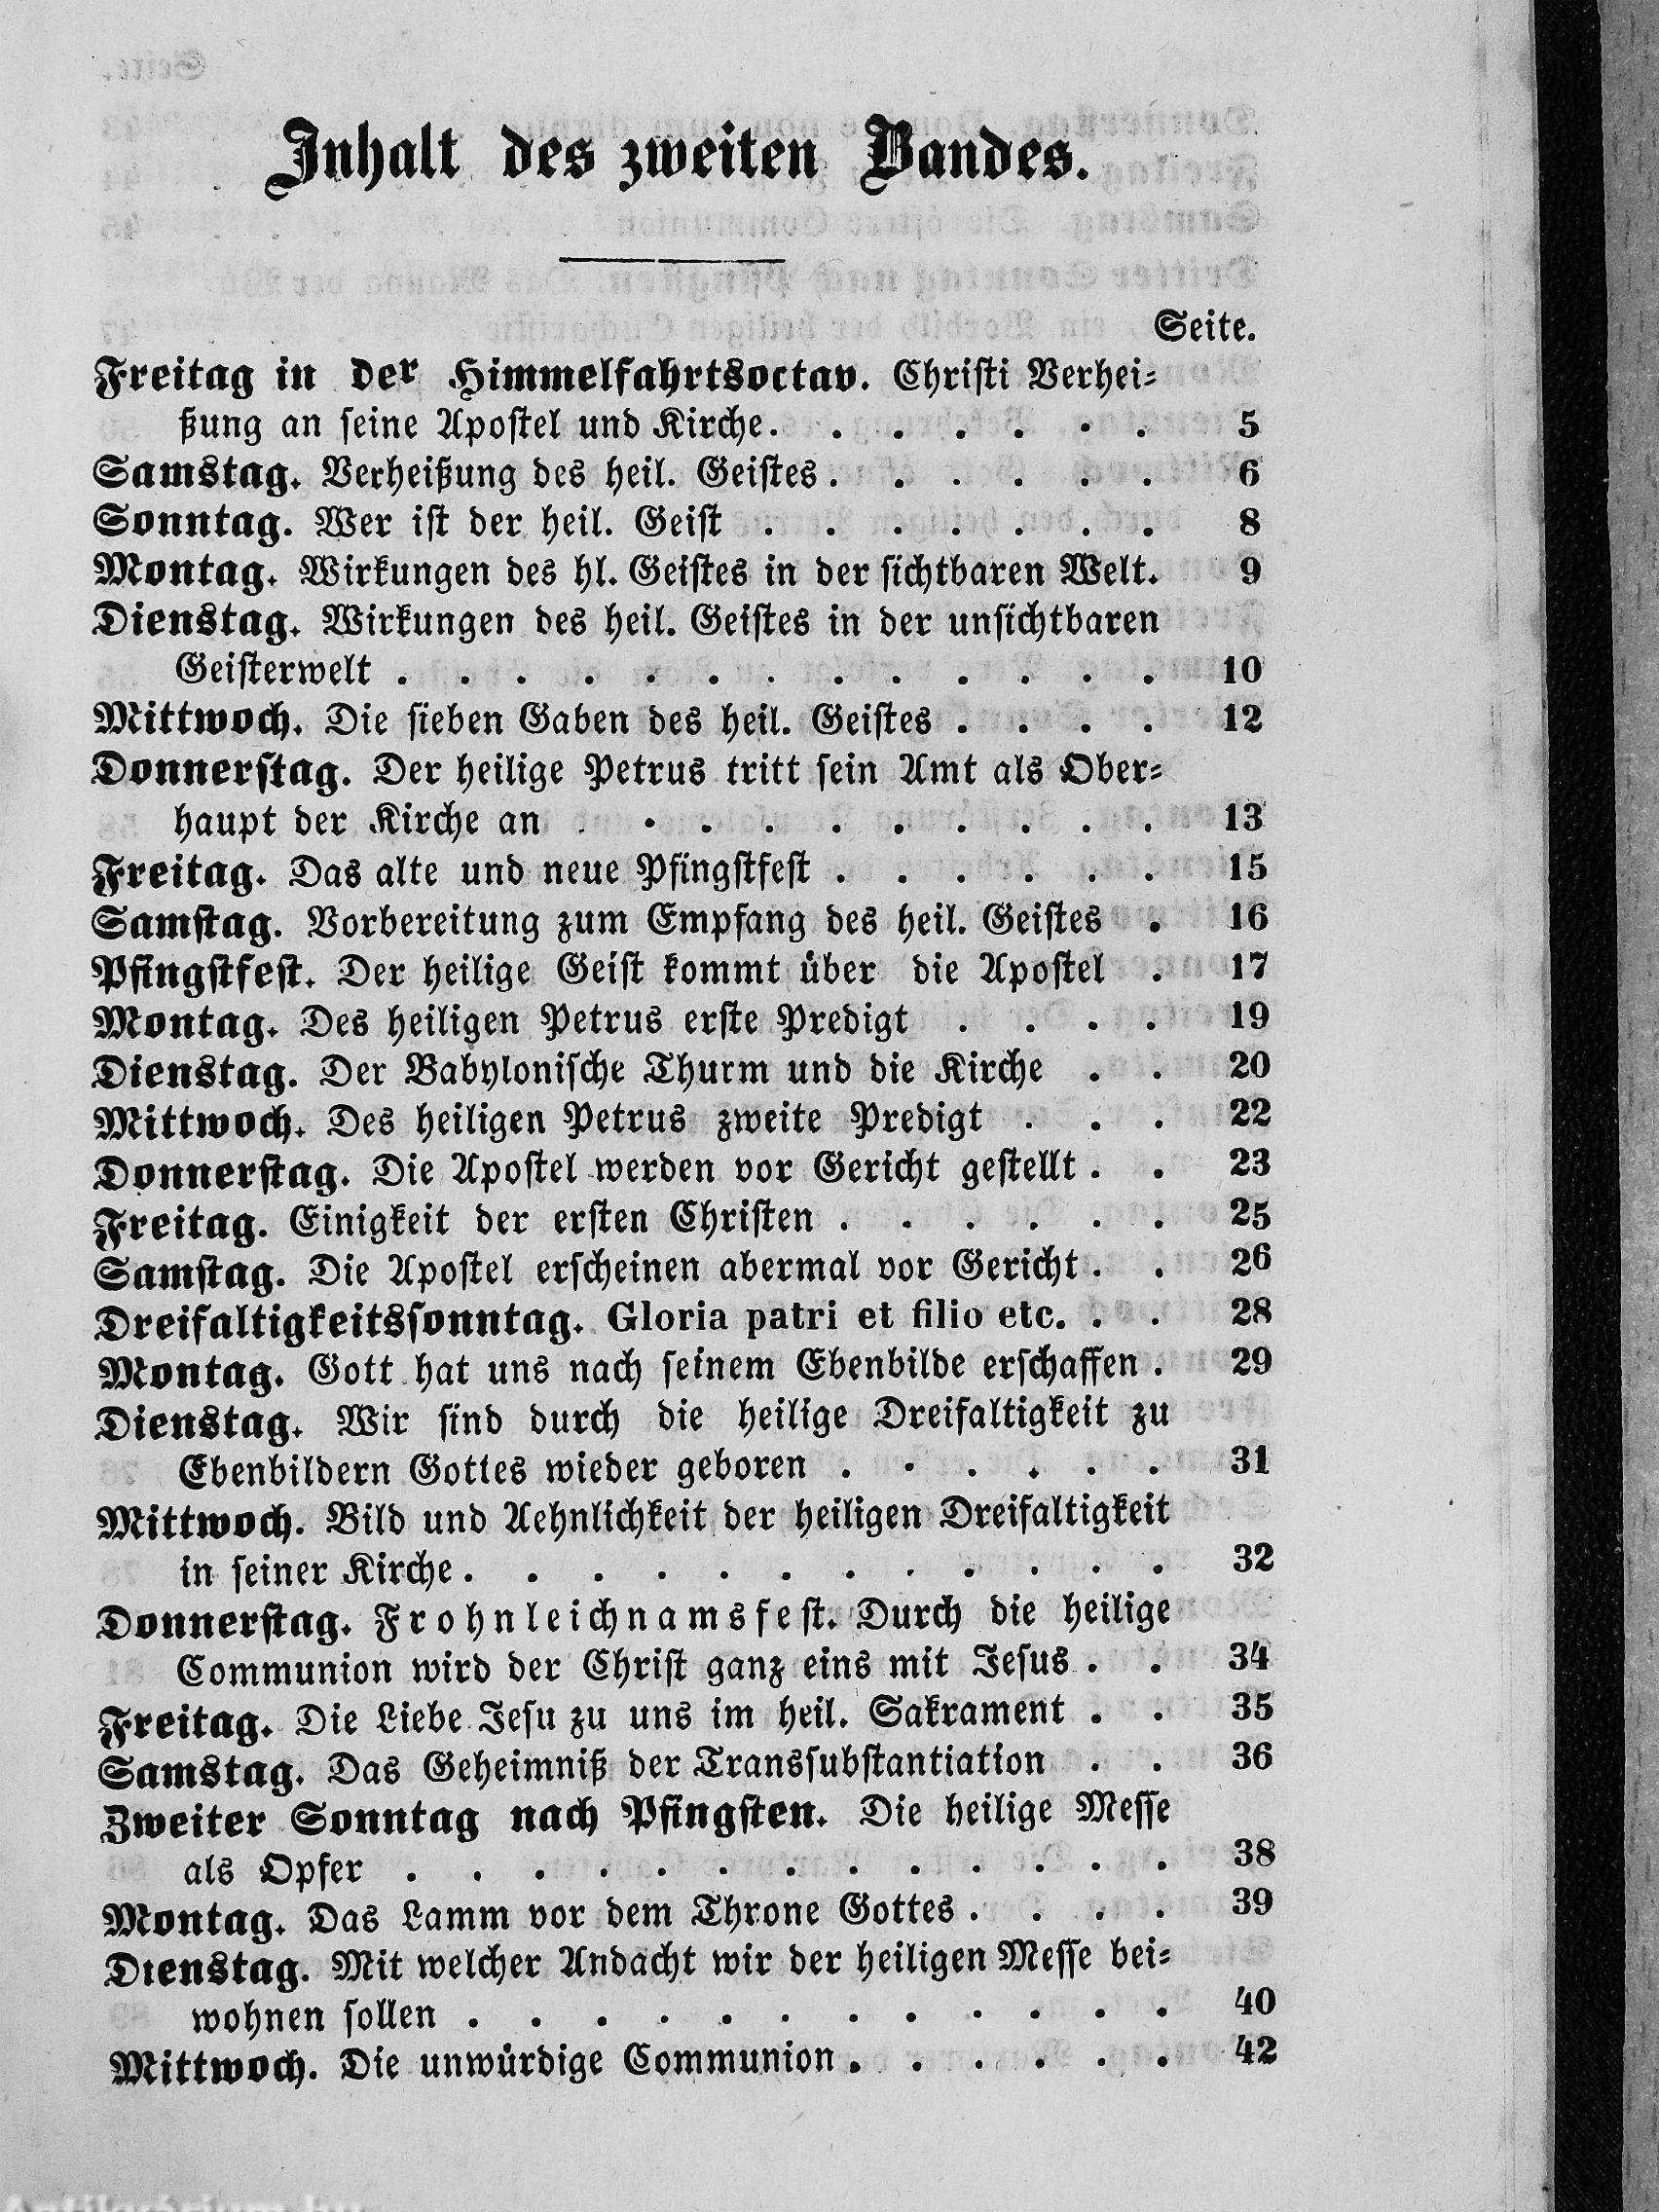 Inhalt des zweiten Bandes.
Seite.
Freitag in der Himmelfahrtsoctav. Christi Verhei-
ßung an seine Apostel und Kirche. . . . . . . 5
Samstag. Verheißung des heil. Geistes. . . . . . 6
Sonntag. Wer ist der heil. Geist . . . . . . . 8
Montag. Wirkungen des hl. Geistes in der sichtbaren Welt. 9
Dienstag. Wirkungen des heil. Geistes in der unsichtbaren
Geisterwelt . . . . . . . . . . . . . 10
Mittwoch. Die sieben Gaben des heil. Geistes . . . . 12
Donnerstag. Der heilige Petrus tritt sein Amt als Ober-
haupt der Kirche an . . . . . . . . . . 13
Freitag. Das alte und neue Pfingstfest . . . . . . 15
Samstag. Vorbereitung zum Empfang des heil. Geistes . 16
Pfingstfest. Der heilige Geist kommt über die Apostel . 17
Montag. Des heiligen Petrus erste Predigt . . . . 19
Dienstag. Der Babylonische Thurm und die Kirche . . 20
Mittwoch. Des heiligen Petrus zweite Predigt . . . 22
Donnerstag. Die Apostel werden vor Gericht gestellt . . 23
Freitag. Einigkeit der ersten Christen . . . . . . 25
Samstag. Die Apostel erscheinen abermal vor Gericht . . 26
Dreifaltigkeitssonntag. Gloria patri et filio etc. . . 28
Montag. Gott hat uns nach seinem Ebenbilde erschaffen . 29
Dienstag. Wir sind durch die heilige Dreifaltigkeit zu
Ebenbildern Gottes wieder geboren . . . . . . 31
Mittwoch. Bild und Aehnlichkeit der heiligen Dreifaltigkeit
in seiner Kirche . . . . . . . . . . . . 32
Donnerstag. Frohnleichnamsfest. Durch die heilige
Communion wird der Christ ganz eins mit Jesus . . 34
Freitag. Die Liebe Jesu zu uns im heil. Sakrament . . 35
Samstag. Das Geheimniß der Transsubstantiation . . 36
Zweiter Sonntag nach Pfingsten. Die heilige Messe
als Opfer . . . . . . . . . . . . . 38
Montag. Das Lamm vor dem Throne Gottes . . . . 39
Dienstag. Mit welcher Andacht wir der heiligen Messe bei-
wohnen sollen . . . . . . . . . . . . 40
Mittwoch. Die unwürdige Communion . . . . . . 42